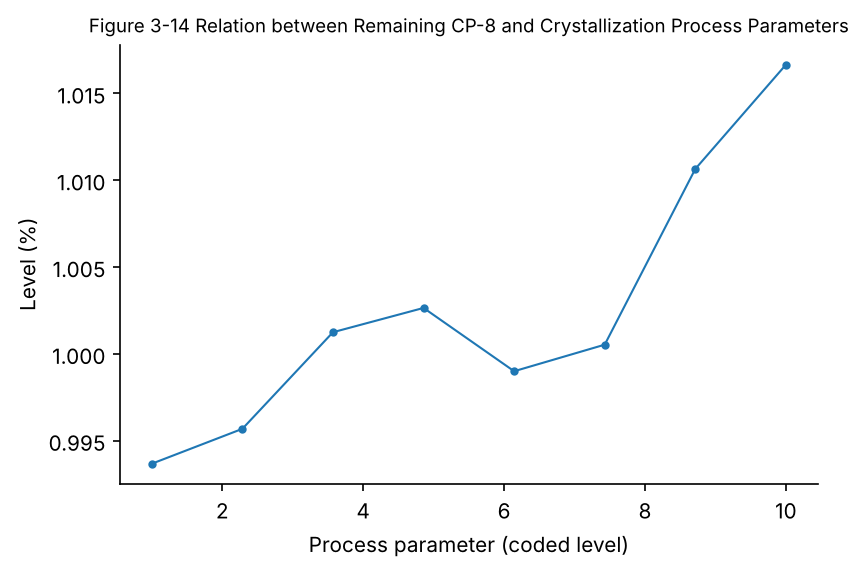 Figure 3-14 Relation between Remaining CP-8 and Crystallization Process Parameters
Level (%)
1.015
1.010
1.005
1.000
0.995
2 4 6 8 10
Process parameter (coded level)